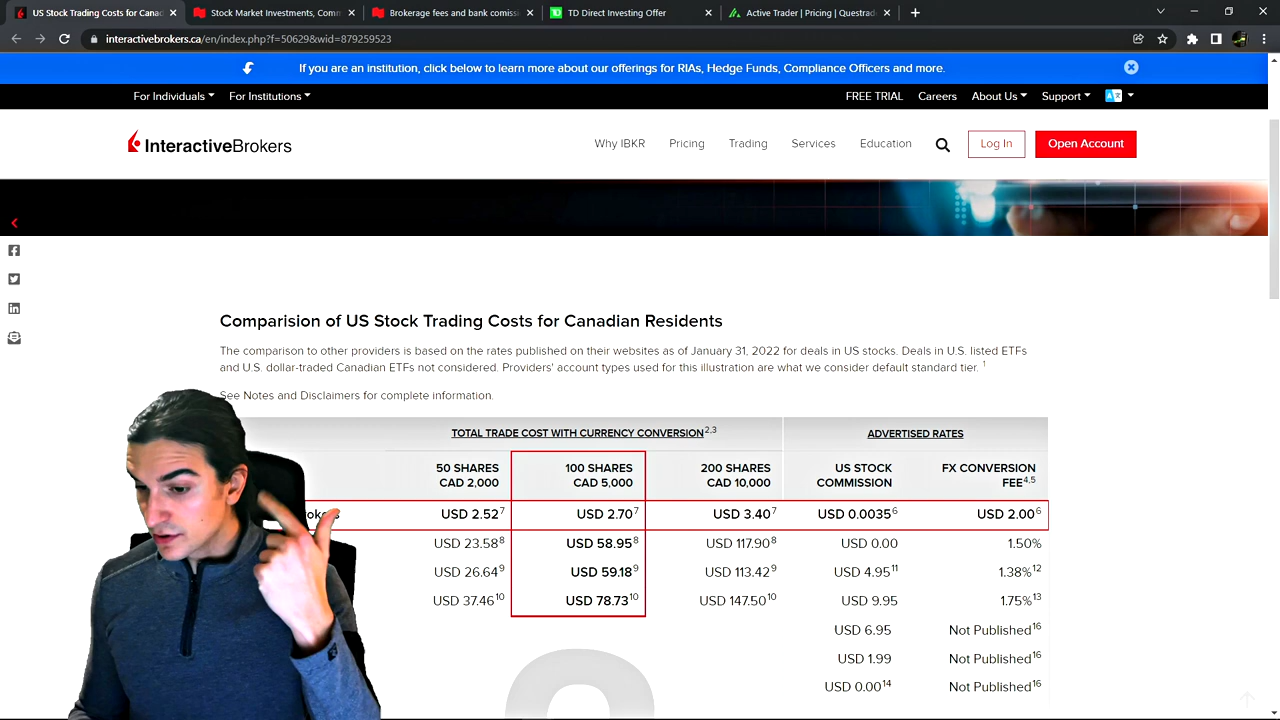 US Stock Trading Costs for Canad
Stock Market Investments, Comm
Brokerage fees and bank comissi
TD Direct Investing Offer
Active Trader | Pricing | Questrade
interactivebrokers.ca/en/index.php?f=50629&wid=879259523
If you are an institution, click below to learn more about our offerings for RIAs, Hedge Funds, Compliance Officers and more.
For Individuals For Institutions FREE TRIAL Careers About Us Support
InteractiveBrokers Why IBKR Pricing Trading Services Education Log In Open Account
Comparision of US Stock Trading Costs for Canadian Residents
The comparison to other providers is based on the rates published on their websites as of January 31, 2022 for deals in US stocks. Deals in U.S. listed ETFs
and U.S. dollar-traded Canadian ETFs not considered. Providers' account types used for this illustration are what we consider default standard tier. 1
See Notes and Disclaimers for complete information.
TOTAL TRADE COST WITH CURRENCY CONVERSION2,3 ADVERTISED RATES
50 SHARES 100 SHARES 200 SHARES US STOCK FX CONVERSION
CAD 2,000 CAD 5,000 CAD 10,000 COMMISSION FEE4,5
USD 2.527 USD 2.707 USD 3.407 USD 0.00356 USD 2.006
USD 23.588 USD 58.958 USD 117.908 USD 0.00 1.50%
USD 26.649 USD 59.189 USD 113.429 USD 4.9511 1.38%12
USD 37.4610 USD 78.7310 USD 147.5010 USD 9.95 1.75%13
USD 6.95 Not Published16
USD 1.99 Not Published16
USD 0.0014 Not Published16